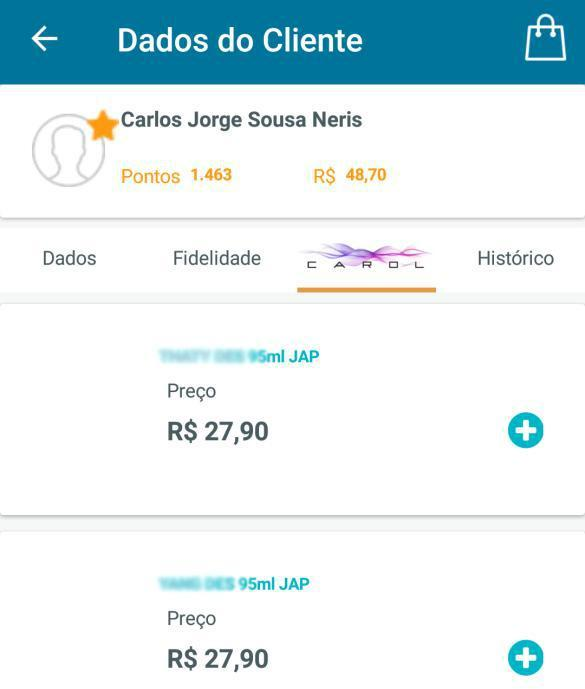 Dados do Cliente
Carlos Jorge Sousa Neris
Pontos 1.463 R$ 48,70
Dados Fidelidade CAROL Histórico
95ml JAP
Preço
R$ 27,90
95ml JAP
Preço
R$ 27,90